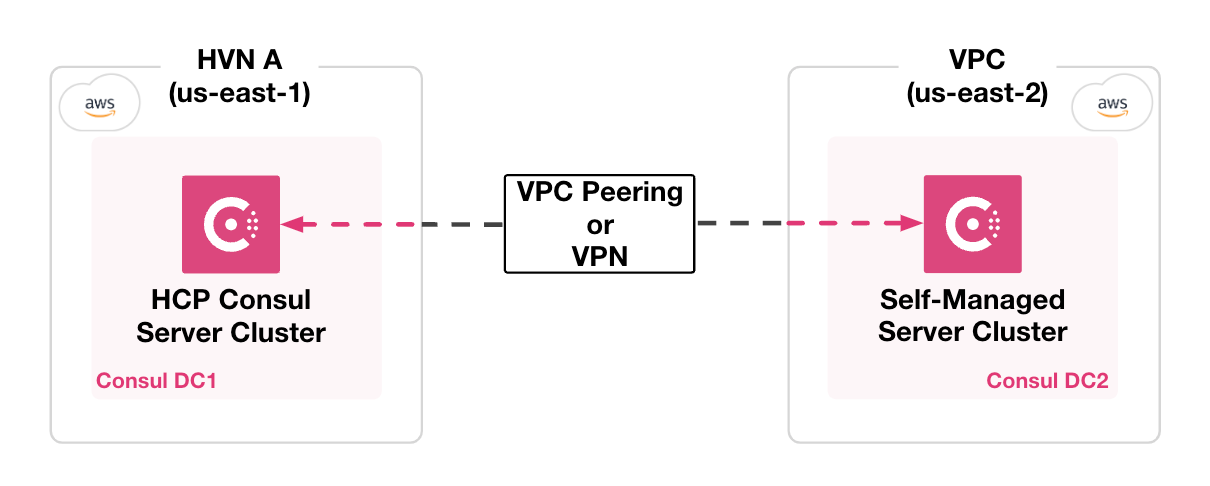 HVN A
(us-east-1)
aws
HCP Consul
Server Cluster
Consul DC1
VPC Peering
or
VPN
VPC
(us-east-2)
aws
Self-Managed
Server Cluster
Consul DC2